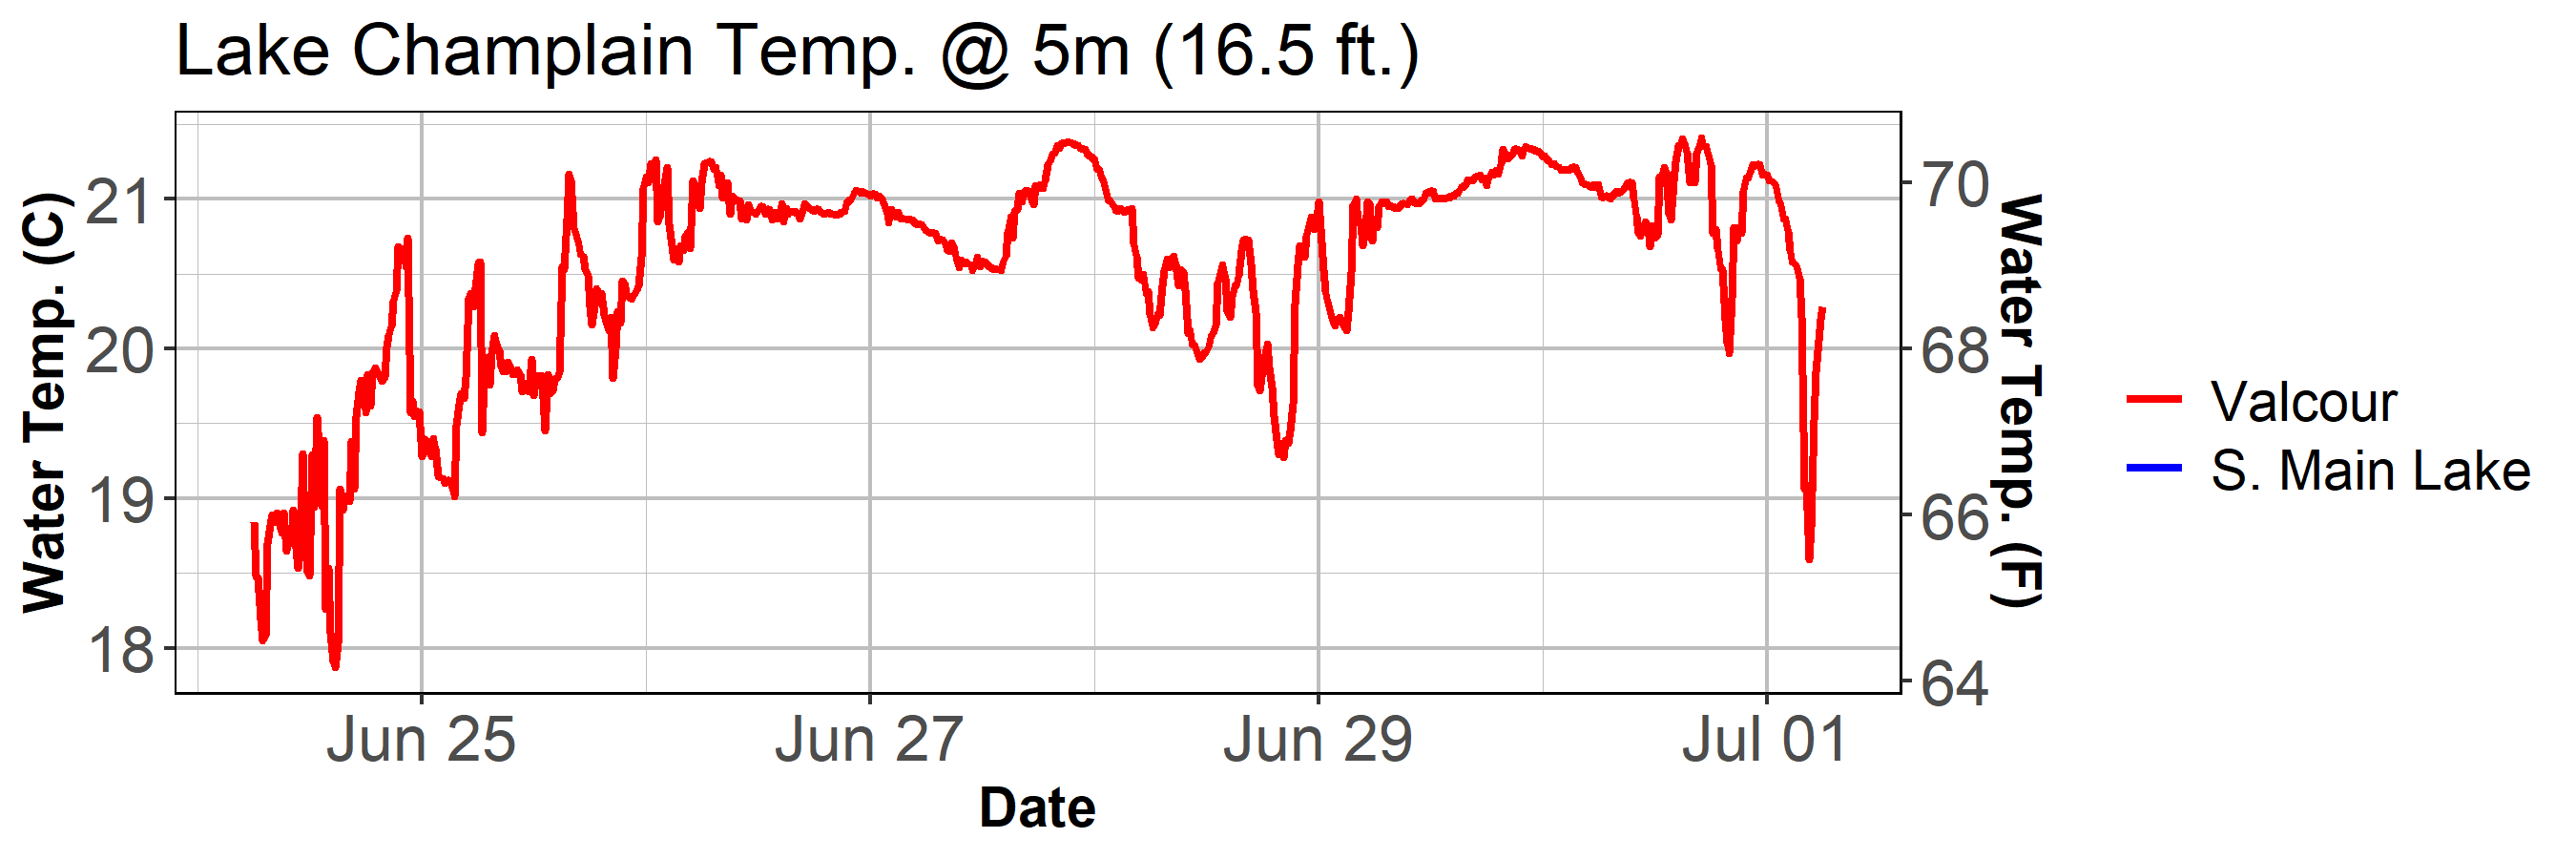 Lake Champlain Temp. @ 5m (16.5 ft.)
Water Temp. (C)
21
20
19
18
70
68
66
64
Water Temp. (F)
Jun 25
Jun 27
Jun 29
Jul 01
Date
Valcour
S. Main Lake